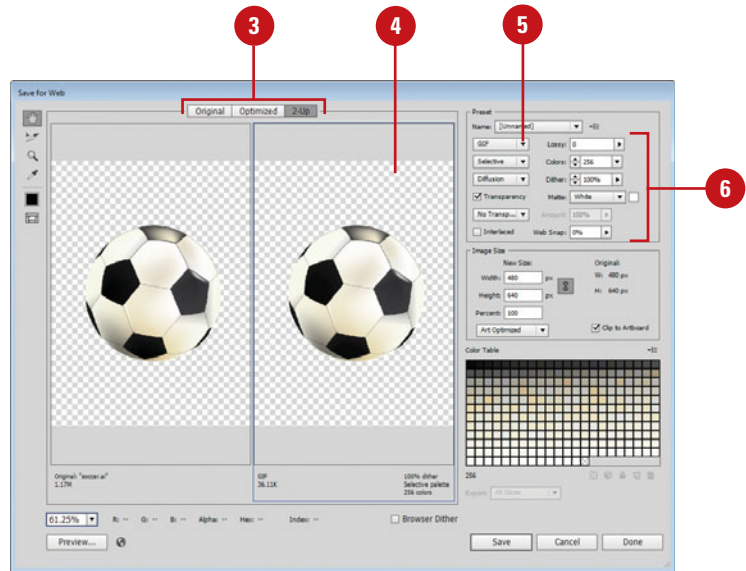 3
4
5
Save for Web
Original Optimized 2-Up
Preset
Name: [Unnamed]
GIF Lossy: 0
Selective Colors: 256
Diffusion Dither: 100%
Transparency Matte: White
No Transp... Amount: 100%
Interlaced Web Snap: 0%
6
Image Size
New Size: Original:
Width: 480 px W: 480 px
Height: 640 px H: 640 px
Percent: 100
Art Optimized Clip to Artboard
Color Table
256
Export: All Slices
Original: "soccer.ai"
1.17M
GIF 100% dither
36.11K Selective palette
256 colors
61.25% R: -- G: -- B: -- Alpha: -- Hex: -- Index: -- Browser Dither
Preview... Save Cancel Done